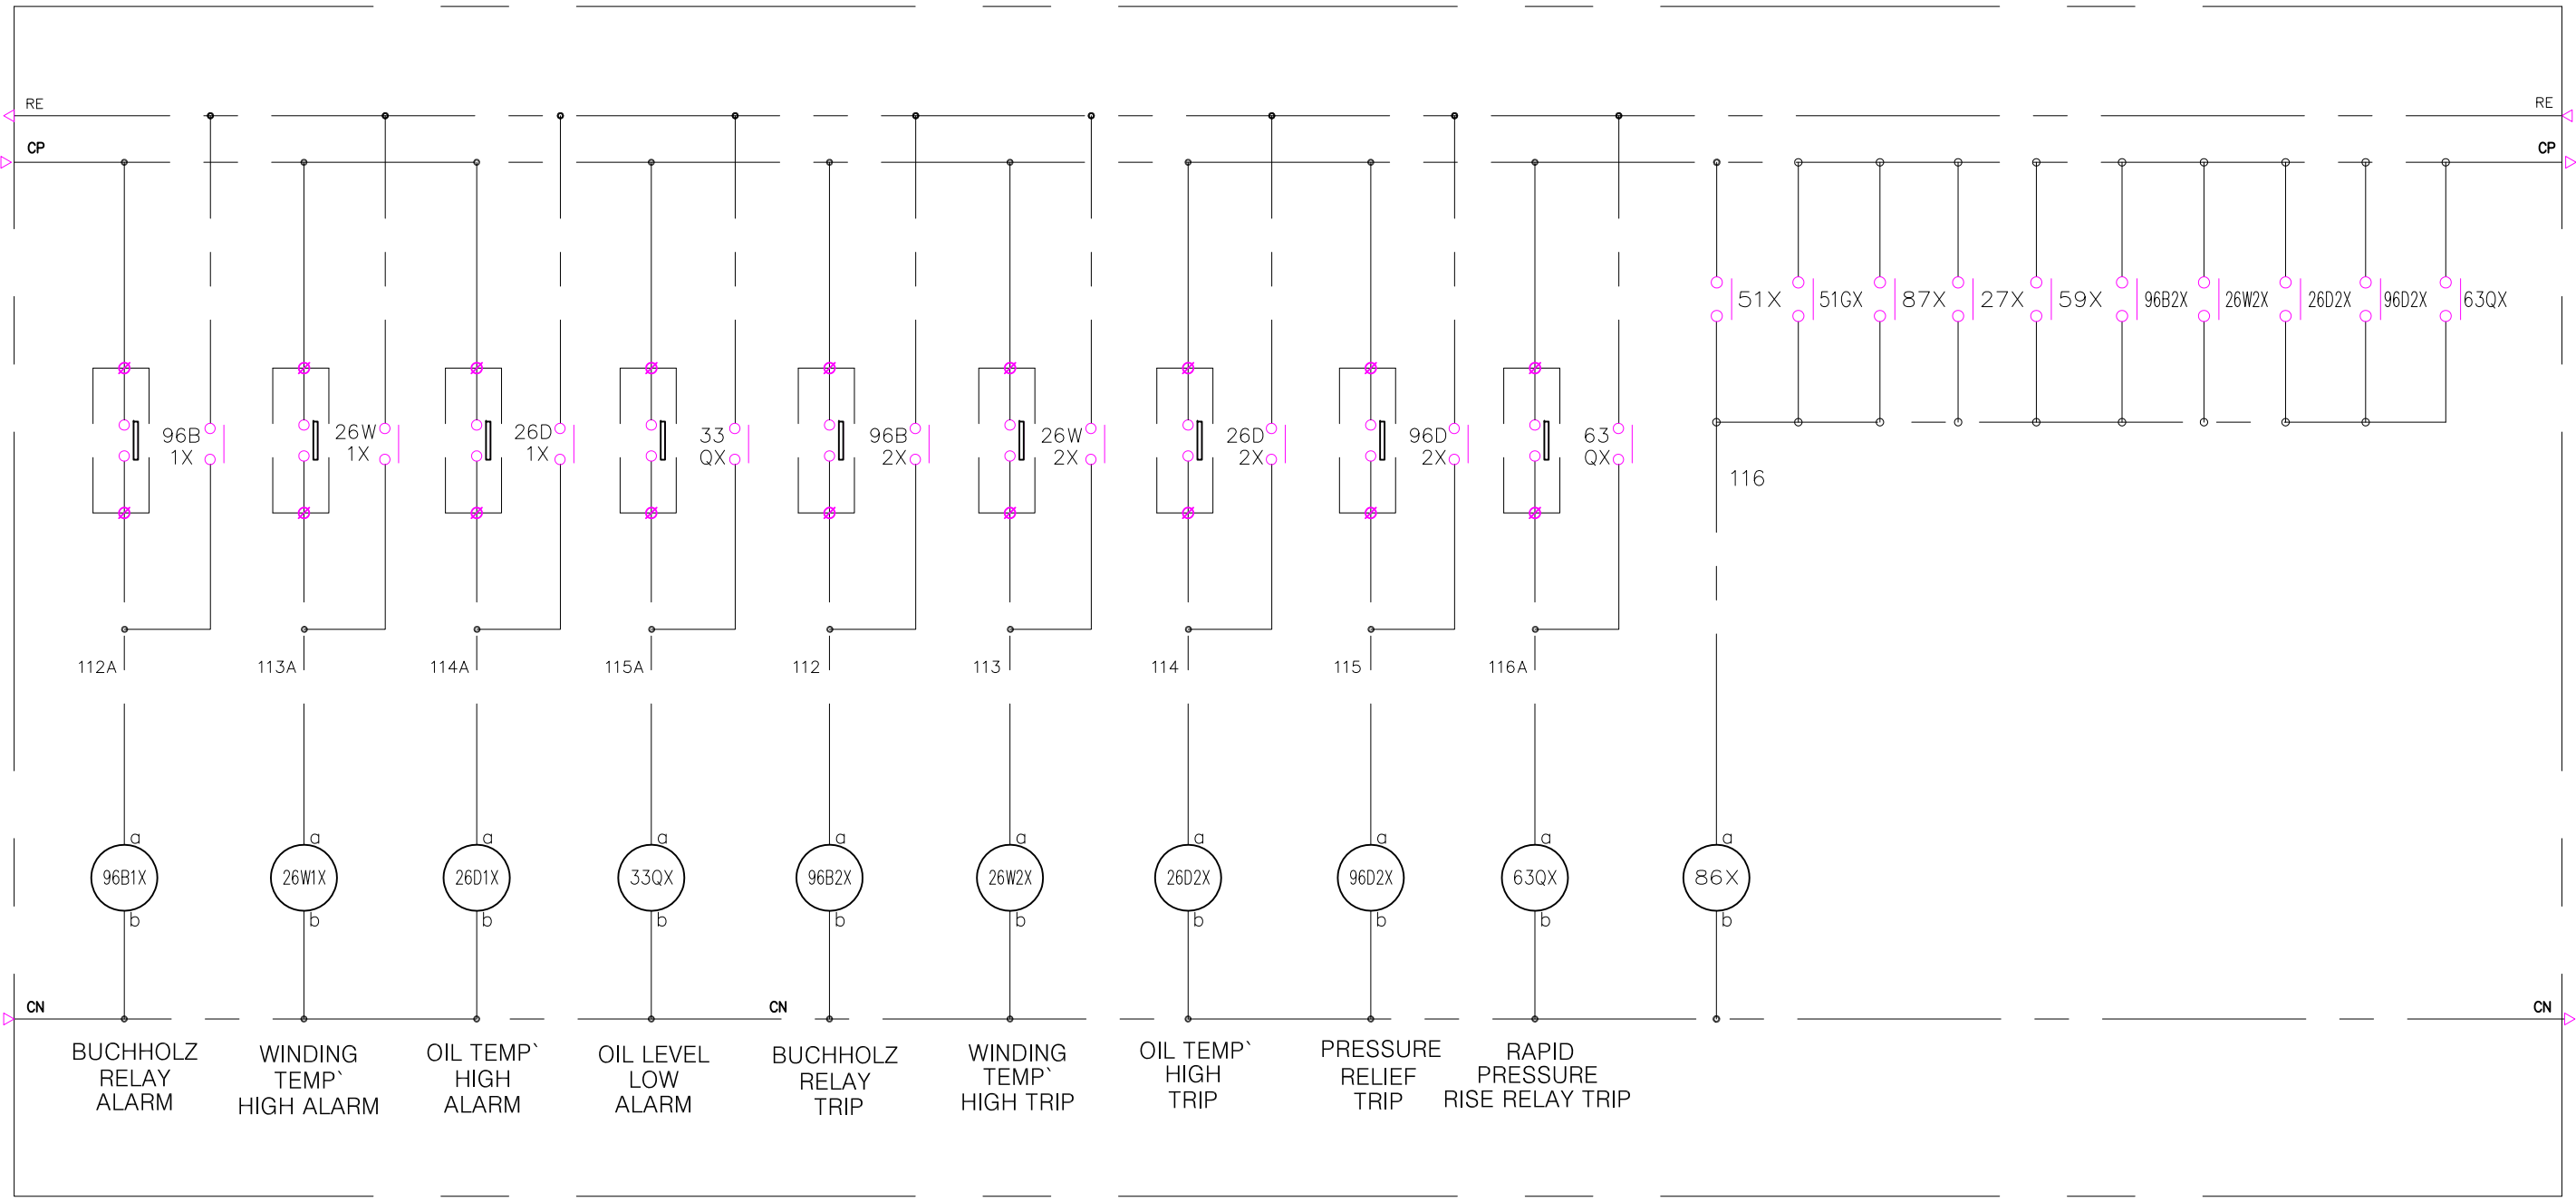 RE
RE
CP
CP
51X
51GX
87X
27X
59X
96B2X
26W2X
26D2X
96D2X
63QX
96B
1X
26W
1X
26D
1X
33
QX
96B
2X
26W
2X
26D
2X
96D
2X
63
QX
116
112A
113A
114A
115A
112
113
114
115
116A
a
a
a
a
a
a
a
a
a
a
96B1X
26W1X
26D1X
33QX
96B2X
26W2X
26D2X
96D2X
63QX
86X
b
b
b
b
b
b
b
b
b
b
CN
CN
CN
BUCHHOLZ
RELAY
ALARM
WINDING
TEMP`
HIGH ALARM
OIL TEMP`
HIGH
ALARM
OIL LEVEL
LOW
ALARM
BUCHHOLZ
RELAY
TRIP
WINDING
TEMP`
HIGH TRIP
OIL TEMP`
HIGH
TRIP
PRESSURE
RELIEF
TRIP
RAPID
PRESSURE
RISE RELAY TRIP